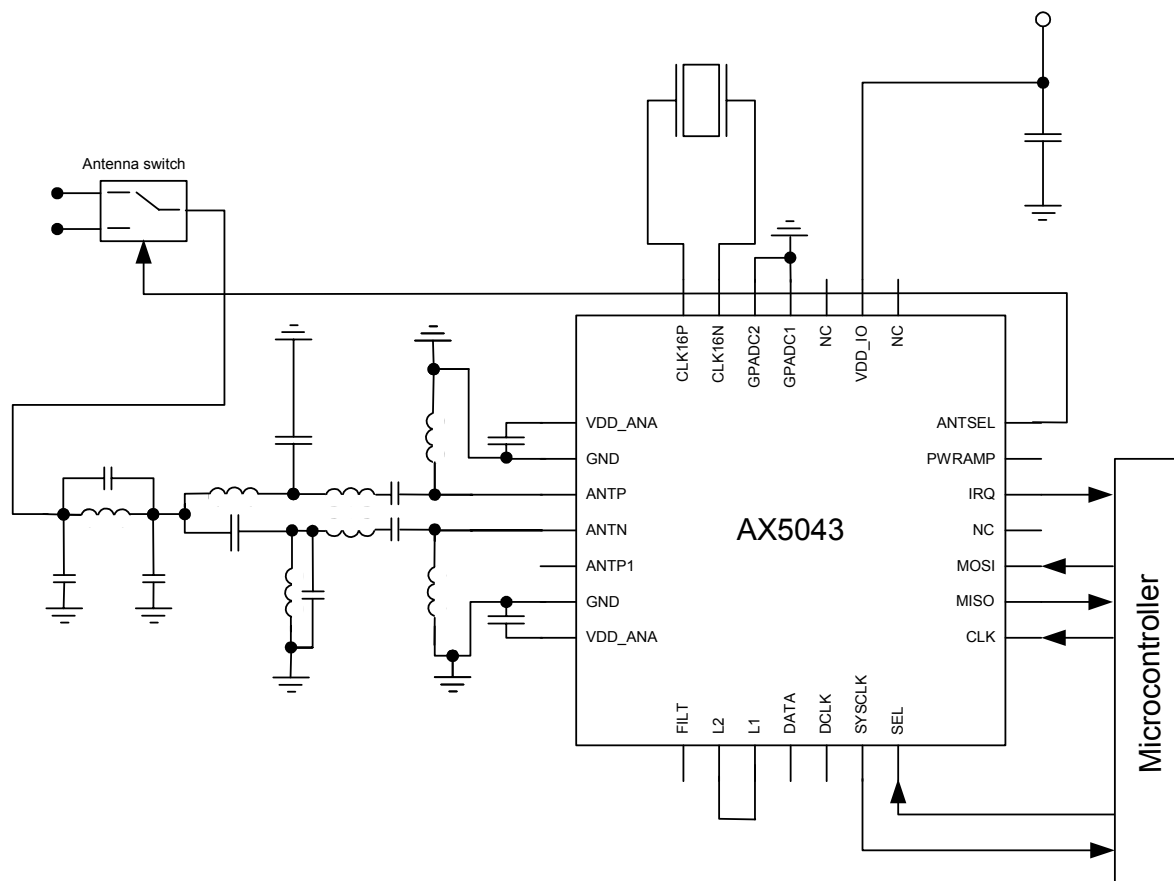 Antenna switch
CLK16P
CLK16N
GPADC2
GPADC1
NC
VDD_IO
NC
VDD_ANA
GND
ANTP
ANTN
ANTP1
GND
VDD_ANA
AX5043
ANTSEL
PWRAMP
IRQ
NC
MOSI
MISO
CLK
FILT
L2
L1
DATA
DCLK
SYSCLK
SEL
Microcontroller